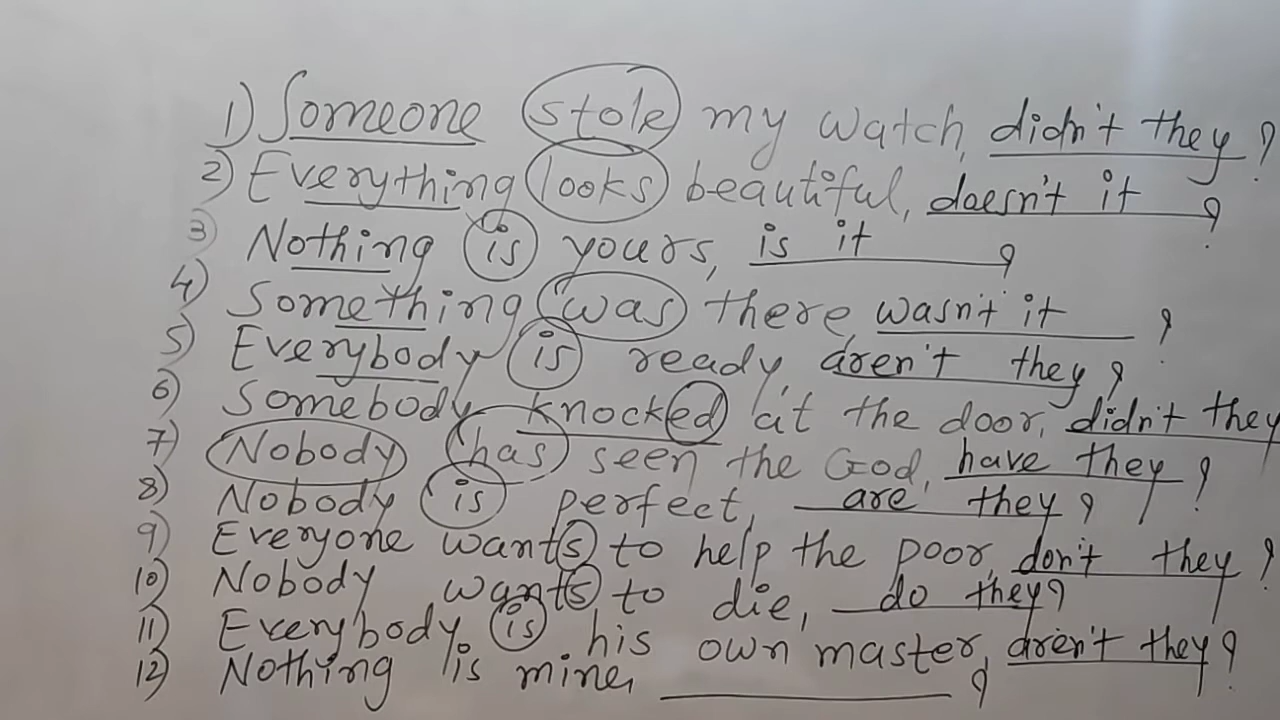 1) Someone stole my watch, didn't they?
2) Everything looks beautiful, doesn't it ?
3) Nothing is yours, is it ?
4) Something was there, wasn't it ?
5) Everybody is ready, aren't they?
6) Somebody knocked at the door, didn't they
7) Nobody has seen the God, have they?
8) Nobody is perfect, are they?
9) Everyone wants to help the poor, don't they?
10) Nobody wants to die, do they?
11) Everybody is his own master, aren't they?
12) Nothing is mine, ________ ?